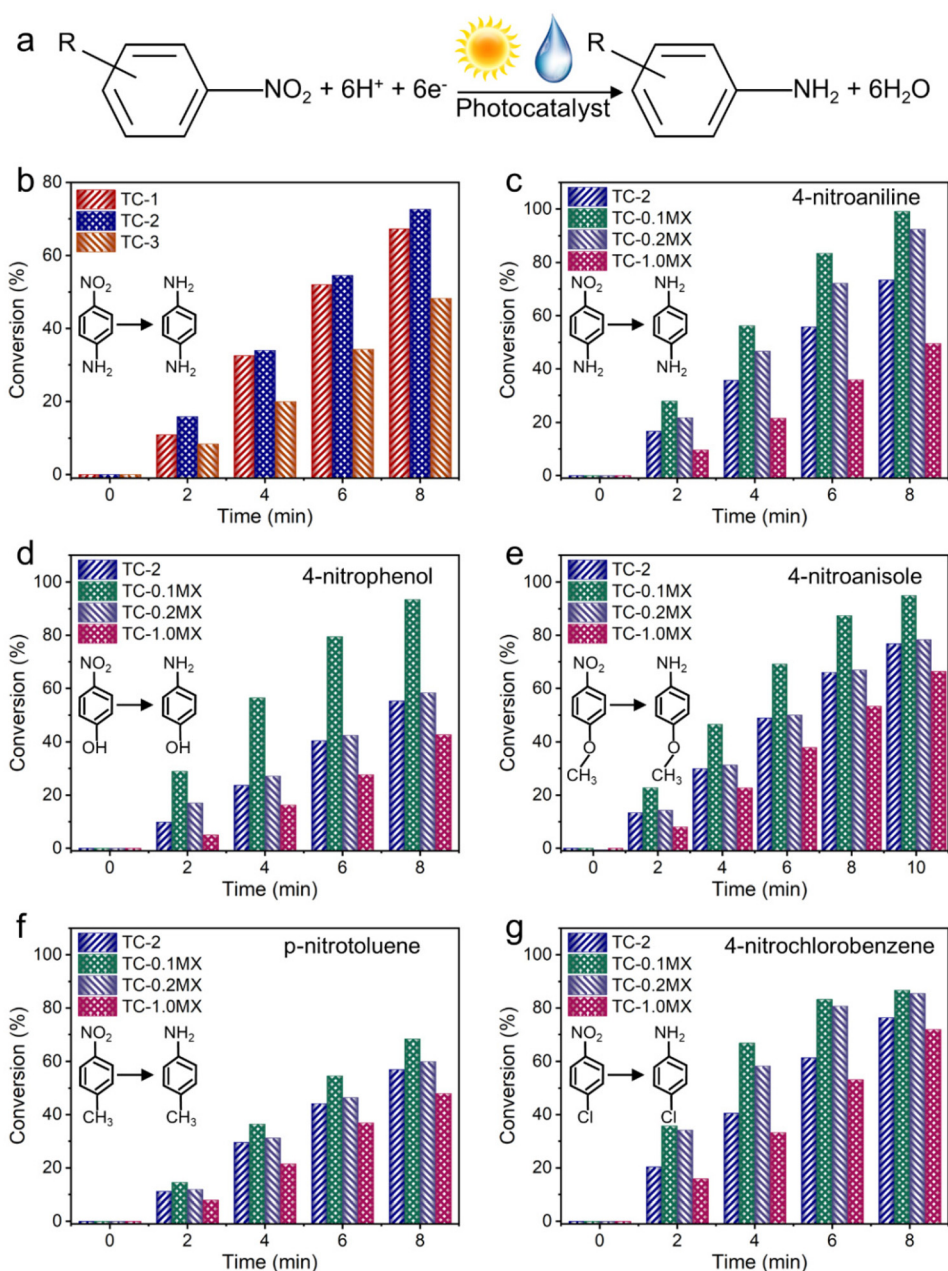 a
R
NO₂ + 6H⁺ + 6e⁻
Photocatalyst
R
NH₂ + 6H₂O
b
TC-1
TC-2
TC-3
NO₂
NH₂
NH₂
NH₂
Conversion (%)
80
60
40
20
0
0 2 4 6 8
Time (min)
c
4-nitroaniline
TC-2
TC-0.1MX
TC-0.2MX
TC-1.0MX
NO₂
NH₂
NH₂
NH₂
Conversion (%)
100
80
60
40
20
0
0 2 4 6 8
Time (min)
d
4-nitrophenol
TC-2
TC-0.1MX
TC-0.2MX
TC-1.0MX
NO₂
NH₂
OH
OH
Conversion (%)
100
80
60
40
20
0
0 2 4 6 8
Time (min)
e
4-nitroanisole
TC-2
TC-0.1MX
TC-0.2MX
TC-1.0MX
NO₂
NH₂
O
O
CH₃
CH₃
Conversion (%)
100
80
60
40
20
0
0 2 4 6 8 10
Time (min)
f
p-nitrotoluene
TC-2
TC-0.1MX
TC-0.2MX
TC-1.0MX
NO₂
NH₂
CH₃
CH₃
Conversion (%)
100
80
60
40
20
0
0 2 4 6 8
Time (min)
g
4-nitrochlorobenzene
TC-2
TC-0.1MX
TC-0.2MX
TC-1.0MX
NO₂
NH₂
Cl
Cl
Conversion (%)
100
80
60
40
20
0
0 2 4 6 8
Time (min)